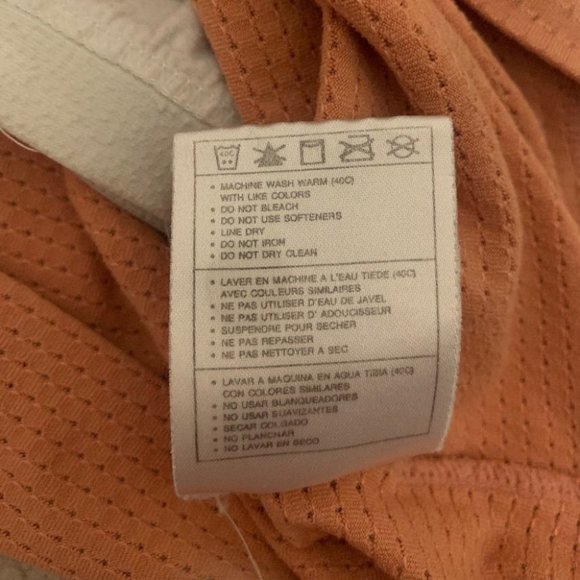 40C
• MACHINE WASH WARM (40C)
WITH LIKE COLORS
• DO NOT BLEACH
• DO NOT USE SOFTENERS
• LINE DRY
• DO NOT IRON
• DO NOT DRY CLEAN
• LAVER EN MACHINE A L'EAU TIEDE (40C)
AVEC COULEURS SIMILAIRES
• NE PAS UTILISER D'EAU DE JAVEL
• NE PAS UTILISER D' ADOUCISSEUR
• SUSPENDRE POUR SECHER
• NE PAS REPASSER
• NE PAS NETTOYER A SEC
• LAVAR A MAQUINA EN AGUA TIBIA (40C)
CON COLORES SIMILARES
• NO USAR BLANQUEADORES
• NO USAR SUAVIZANTES
• SECAR COLGADO
• NO PLANCHAR
• NO LAVAR EN SECO